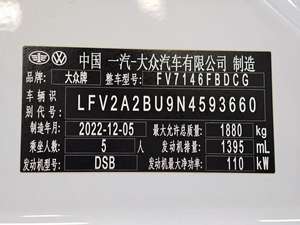 中国 一汽-大众汽车有限公司 制造
品牌: 大众牌 整车型号: FV7146FBDCG
车辆识别代号: LFV2A2BU9N4593660
制造年月: 2022-12-05 最大允许总质量: 1880 kg
乘坐人数: 5 人 发动机排量: 1395 mL
发动机型号: DSB 发动机最大净功率: 110 kW